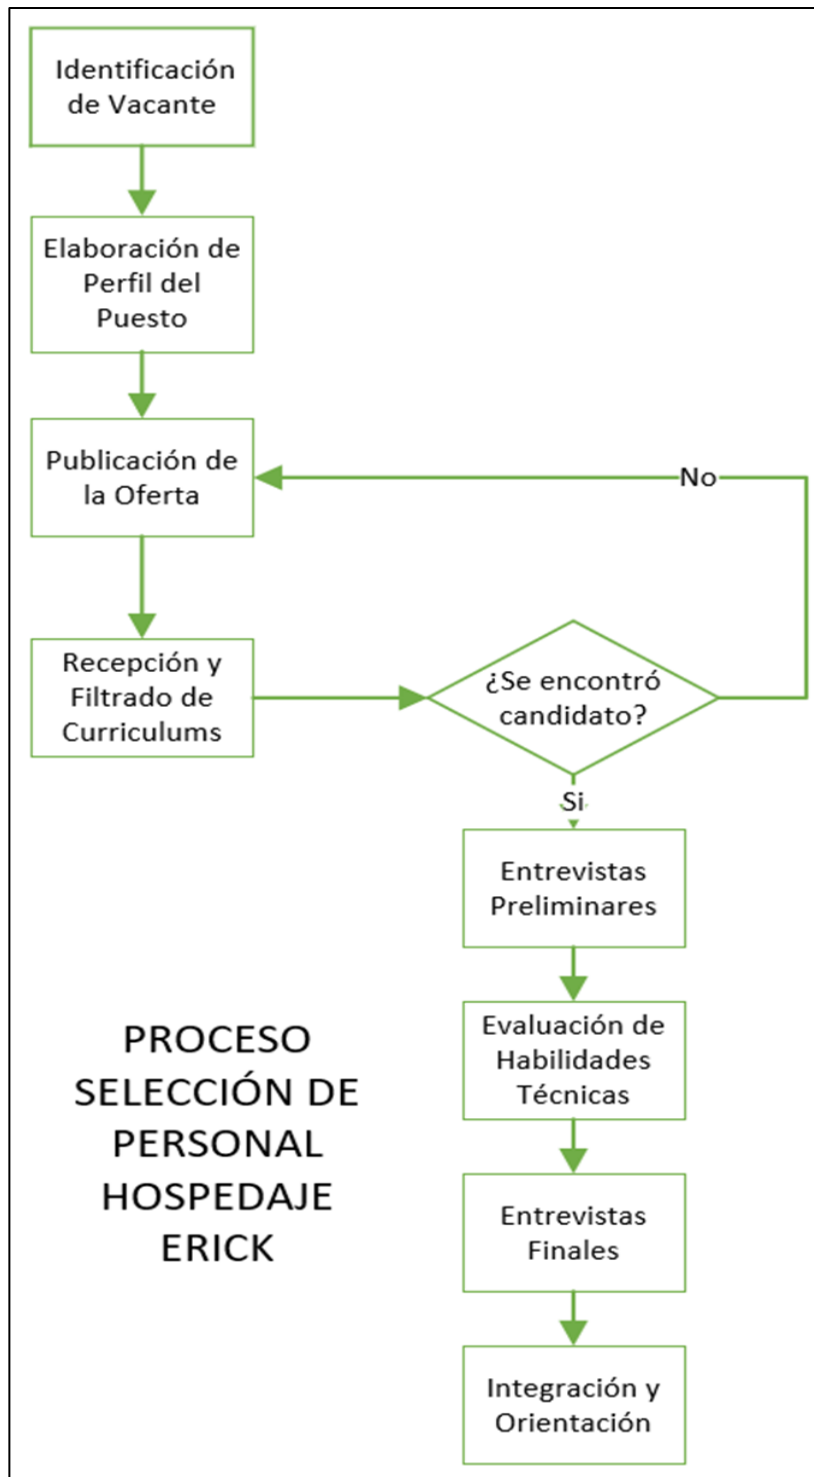 Identificación
de Vacante
Elaboración de
Perfil del
Puesto
Publicación de
la Oferta
No
Recepción y
Filtrado de
Curriculums
¿Se encontró
candidato?
Si
Entrevistas
Preliminares
Evaluación de
Habilidades
Técnicas
Entrevistas
Finales
Integración y
Orientación
PROCESO
SELECCIÓN DE
PERSONAL
HOSPEDAJE
ERICK